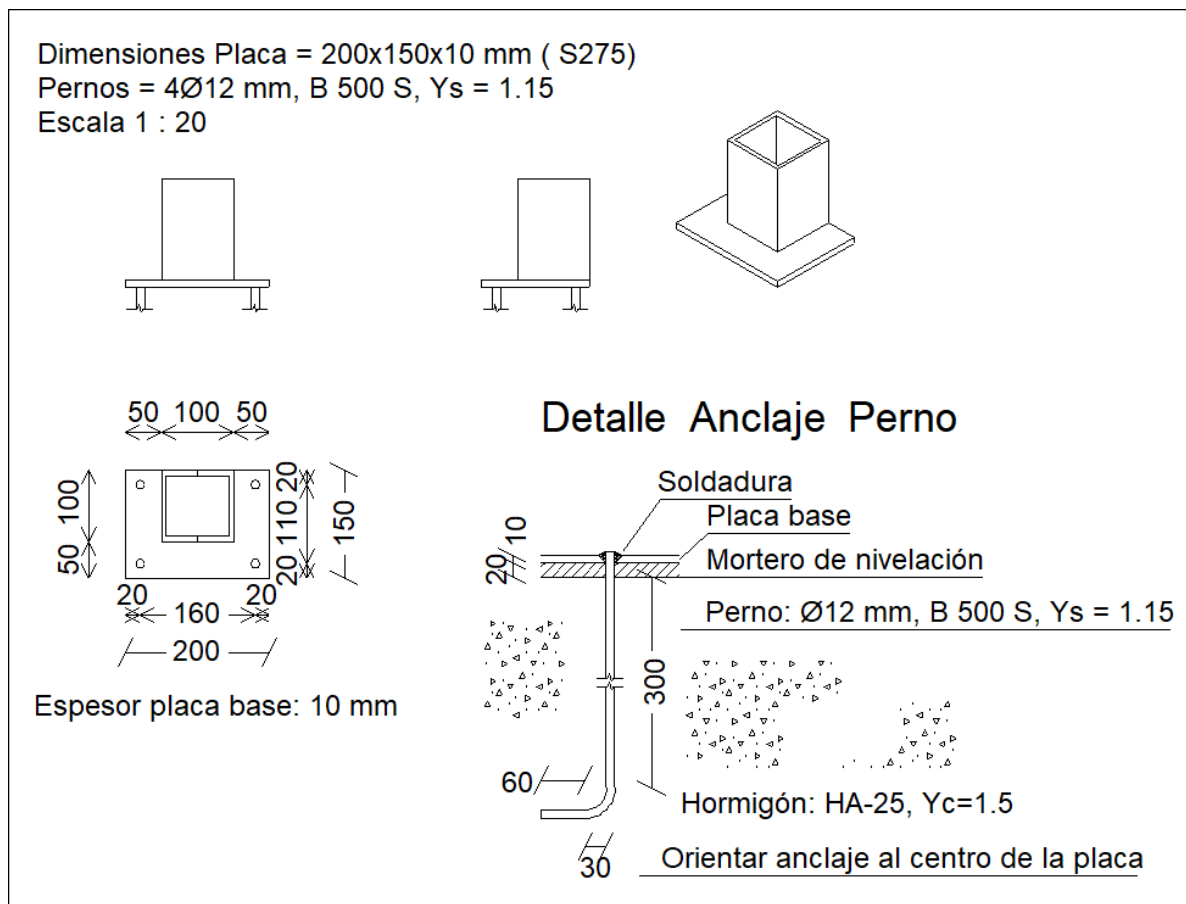 Dimensiones Placa = 200x150x10 mm ( S275)
Pernos = 4Ø12 mm, B 500 S, Ys = 1.15
Escala 1 : 20
50 100 50
100
50
20
110
20
150
20 160 20
200
Espesor placa base: 10 mm
Detalle Anclaje Perno
Soldadura
Placa base
Mortero de nivelación
10
20
Perno: Ø12 mm, B 500 S, Ys = 1.15
300
60
Hormigón: HA-25, Yc=1.5
30
Orientar anclaje al centro de la placa